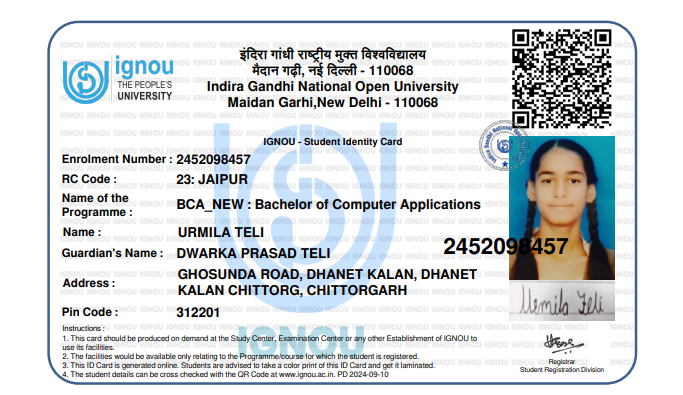 ignou
THE PEOPLE'S
UNIVERSITY
इंदिरा गांधी राष्ट्रीय मुक्त विश्वविद्यालय
मैदान गढ़ी, नई दिल्ली - 110068
Indira Gandhi National Open University
Maidan Garhi,New Delhi - 110068
IGNOU - Student Identity Card
Enrolment Number : 2452098457
RC Code : 23: JAIPUR
Name of the
Programme : BCA_NEW : Bachelor of Computer Applications
Name : URMILA TELI
Guardian's Name : DWARKA PRASAD TELI
2452098457
Address : GHOSUNDA ROAD, DHANET KALAN, DHANET
KALAN CHITTORG, CHITTORGARH
Pin Code : 312201
Urmila Teli
IGNOU
Instructions :
1. This card should be produced on demand at the Study Center, Examination Center or any other Establishment of IGNOU to
use its facilities.
2. The facilities would be available only relating to the Programme/course for which the student is registered.
3. This ID Card is generated online. Students are advised to take a color print of this ID Card and get it laminated.
4. The student details can be cross checked with the QR Code at www.ignou.ac.in. PD 2024-09-10
Registrar
Student Registration Division